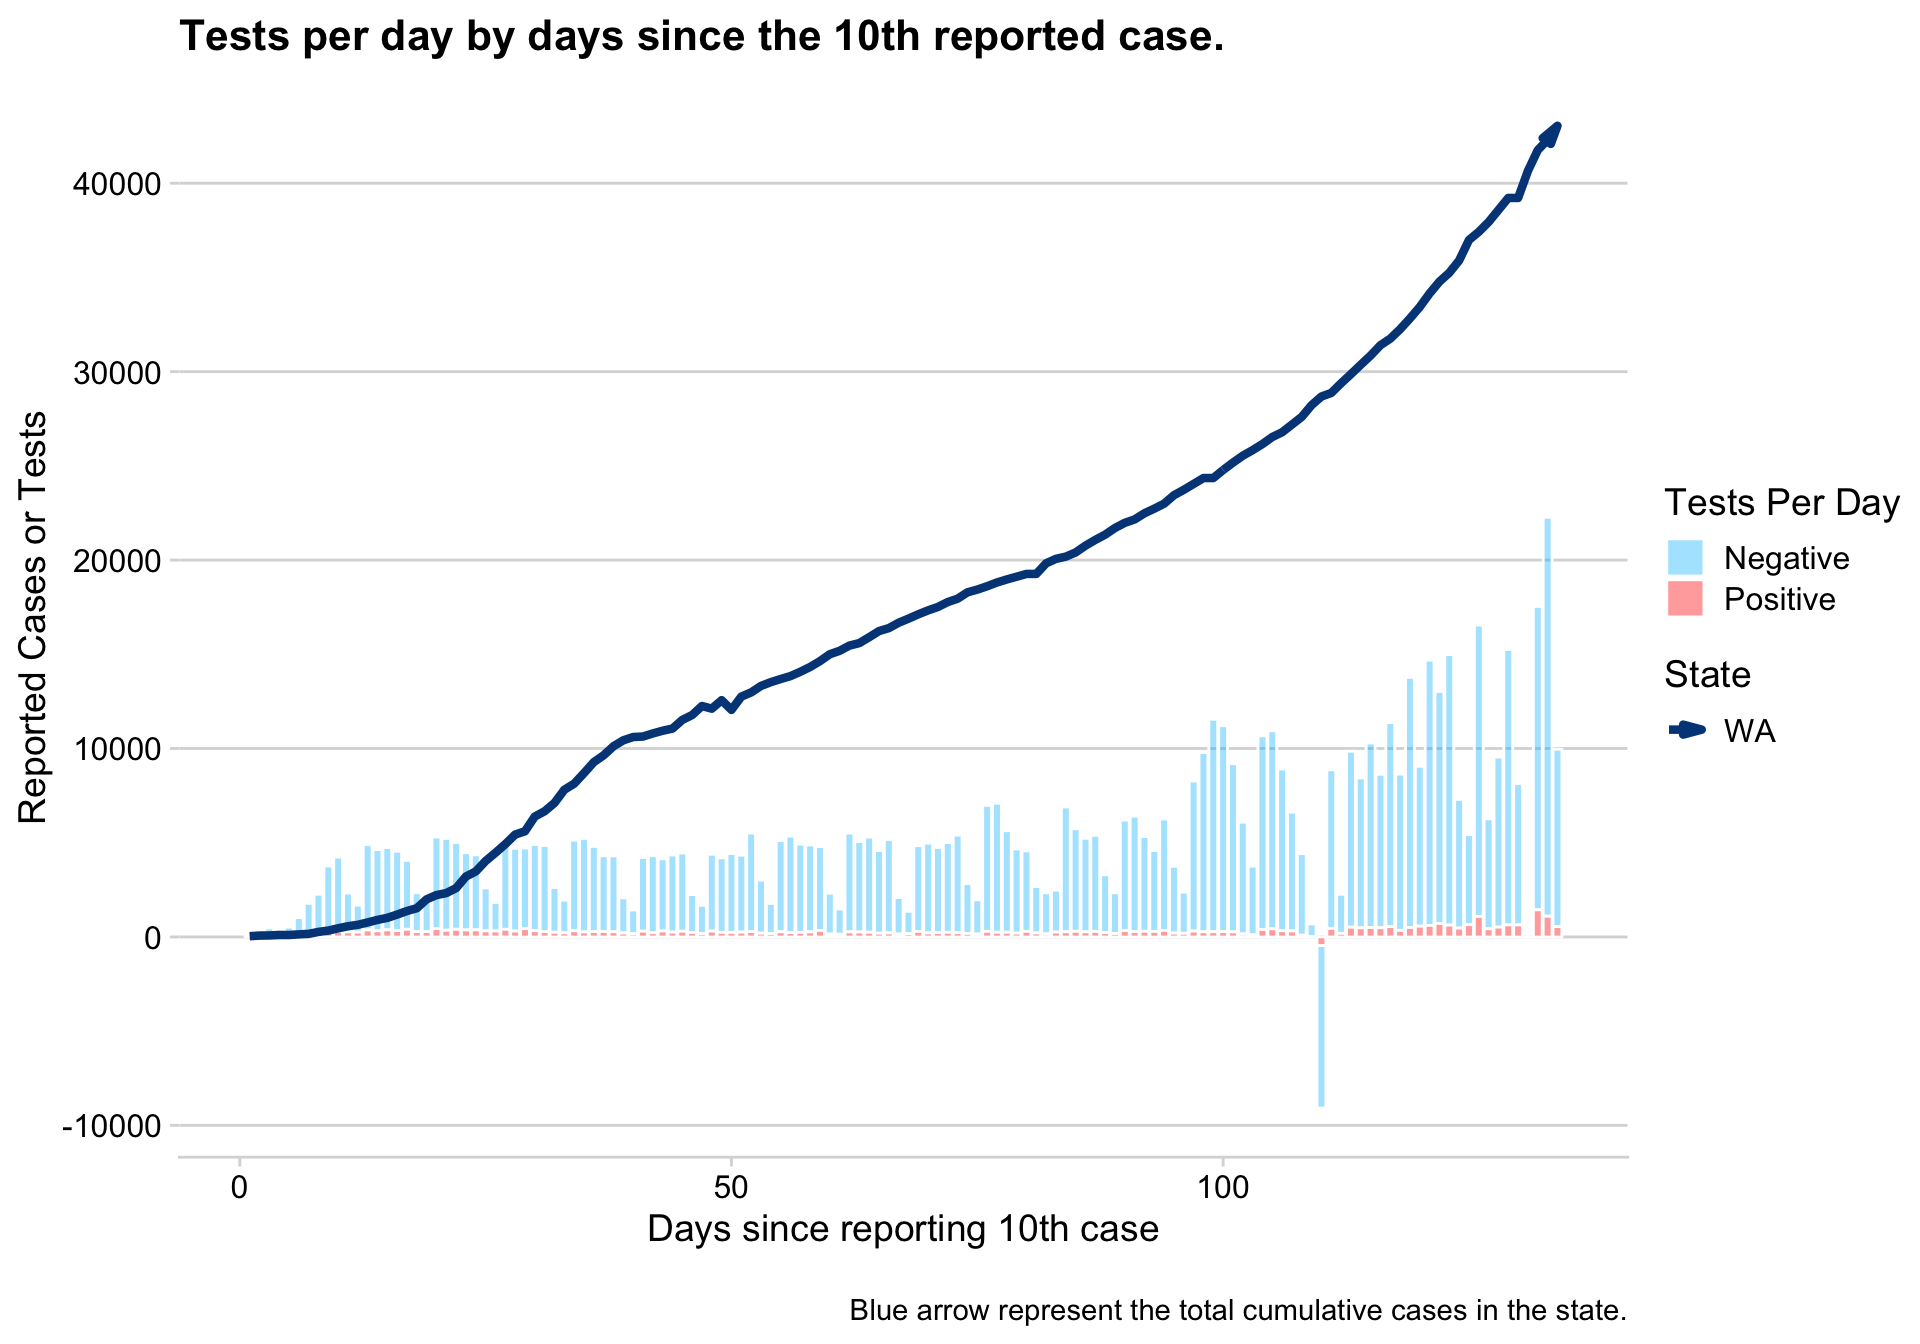 Tests per day by days since the 10th reported case.
Reported Cases or Tests
40000
30000
20000
10000
0
-10000
0
50
100
Days since reporting 10th case
Tests Per Day
Negative
Positive
State
WA
Blue arrow represent the total cumulative cases in the state.